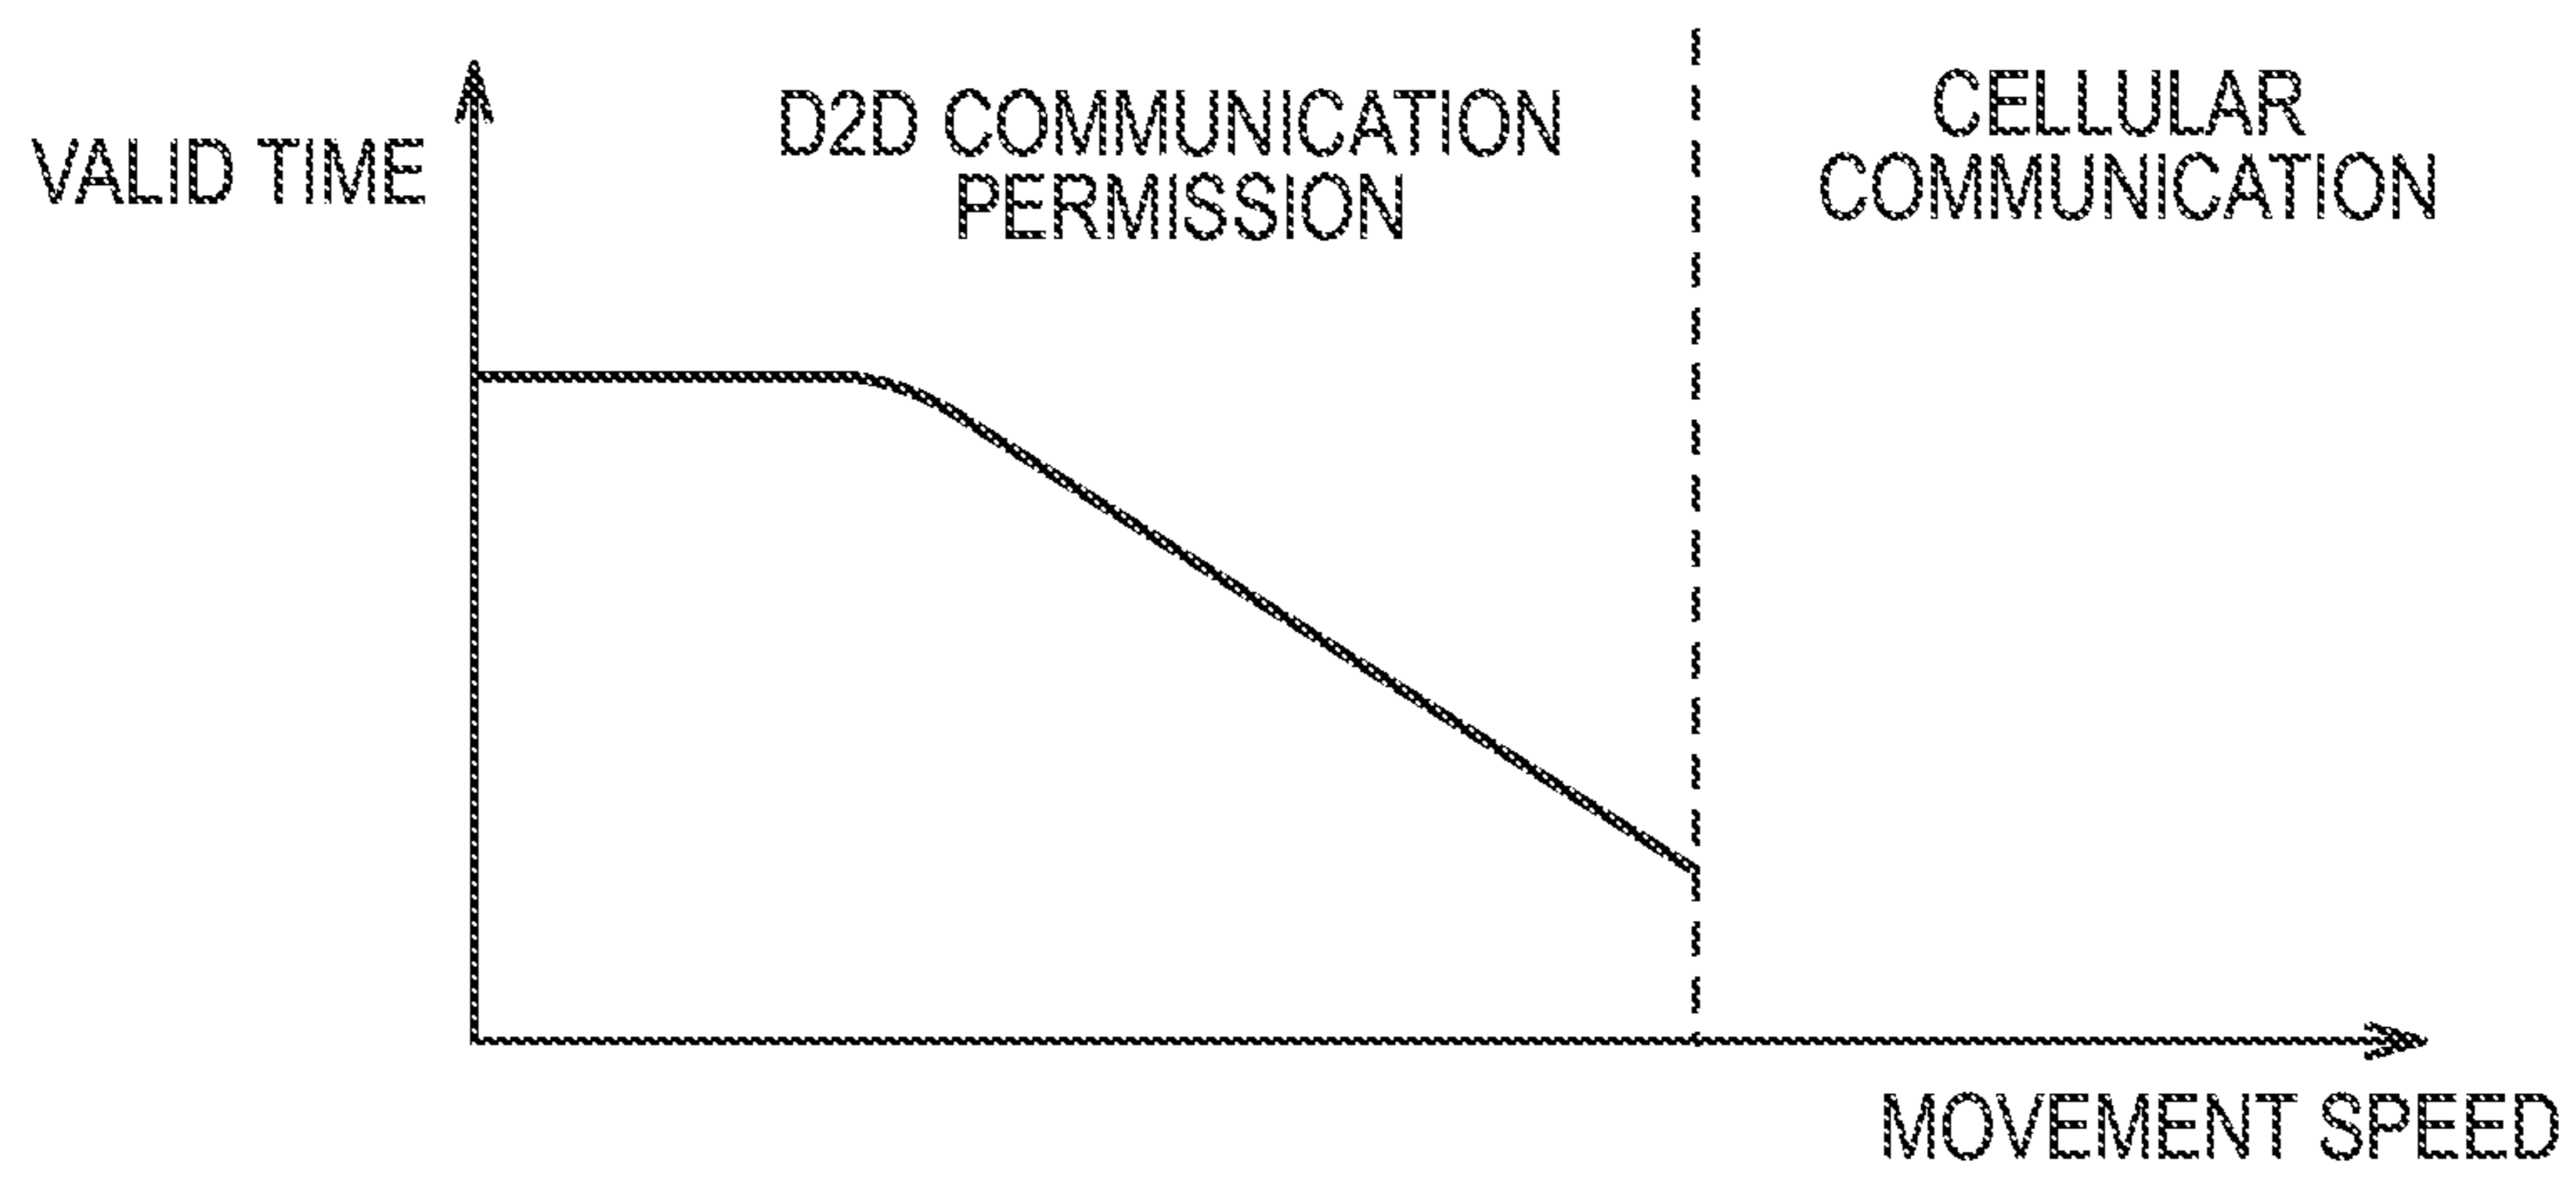 VALID TIME
D2D COMMUNICATION
PERMISSION
CELLULAR
COMMUNICATION
MOVEMENT SPEED